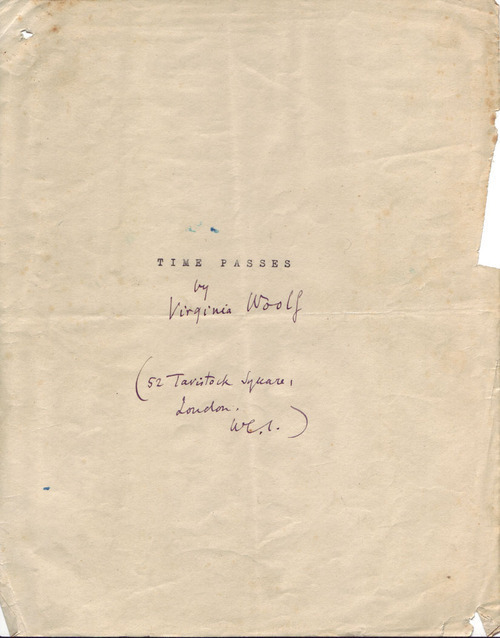 TIME PASSES
by
Virginia Woolf
(52 Tavistock Square,
London.
W.C.1.)